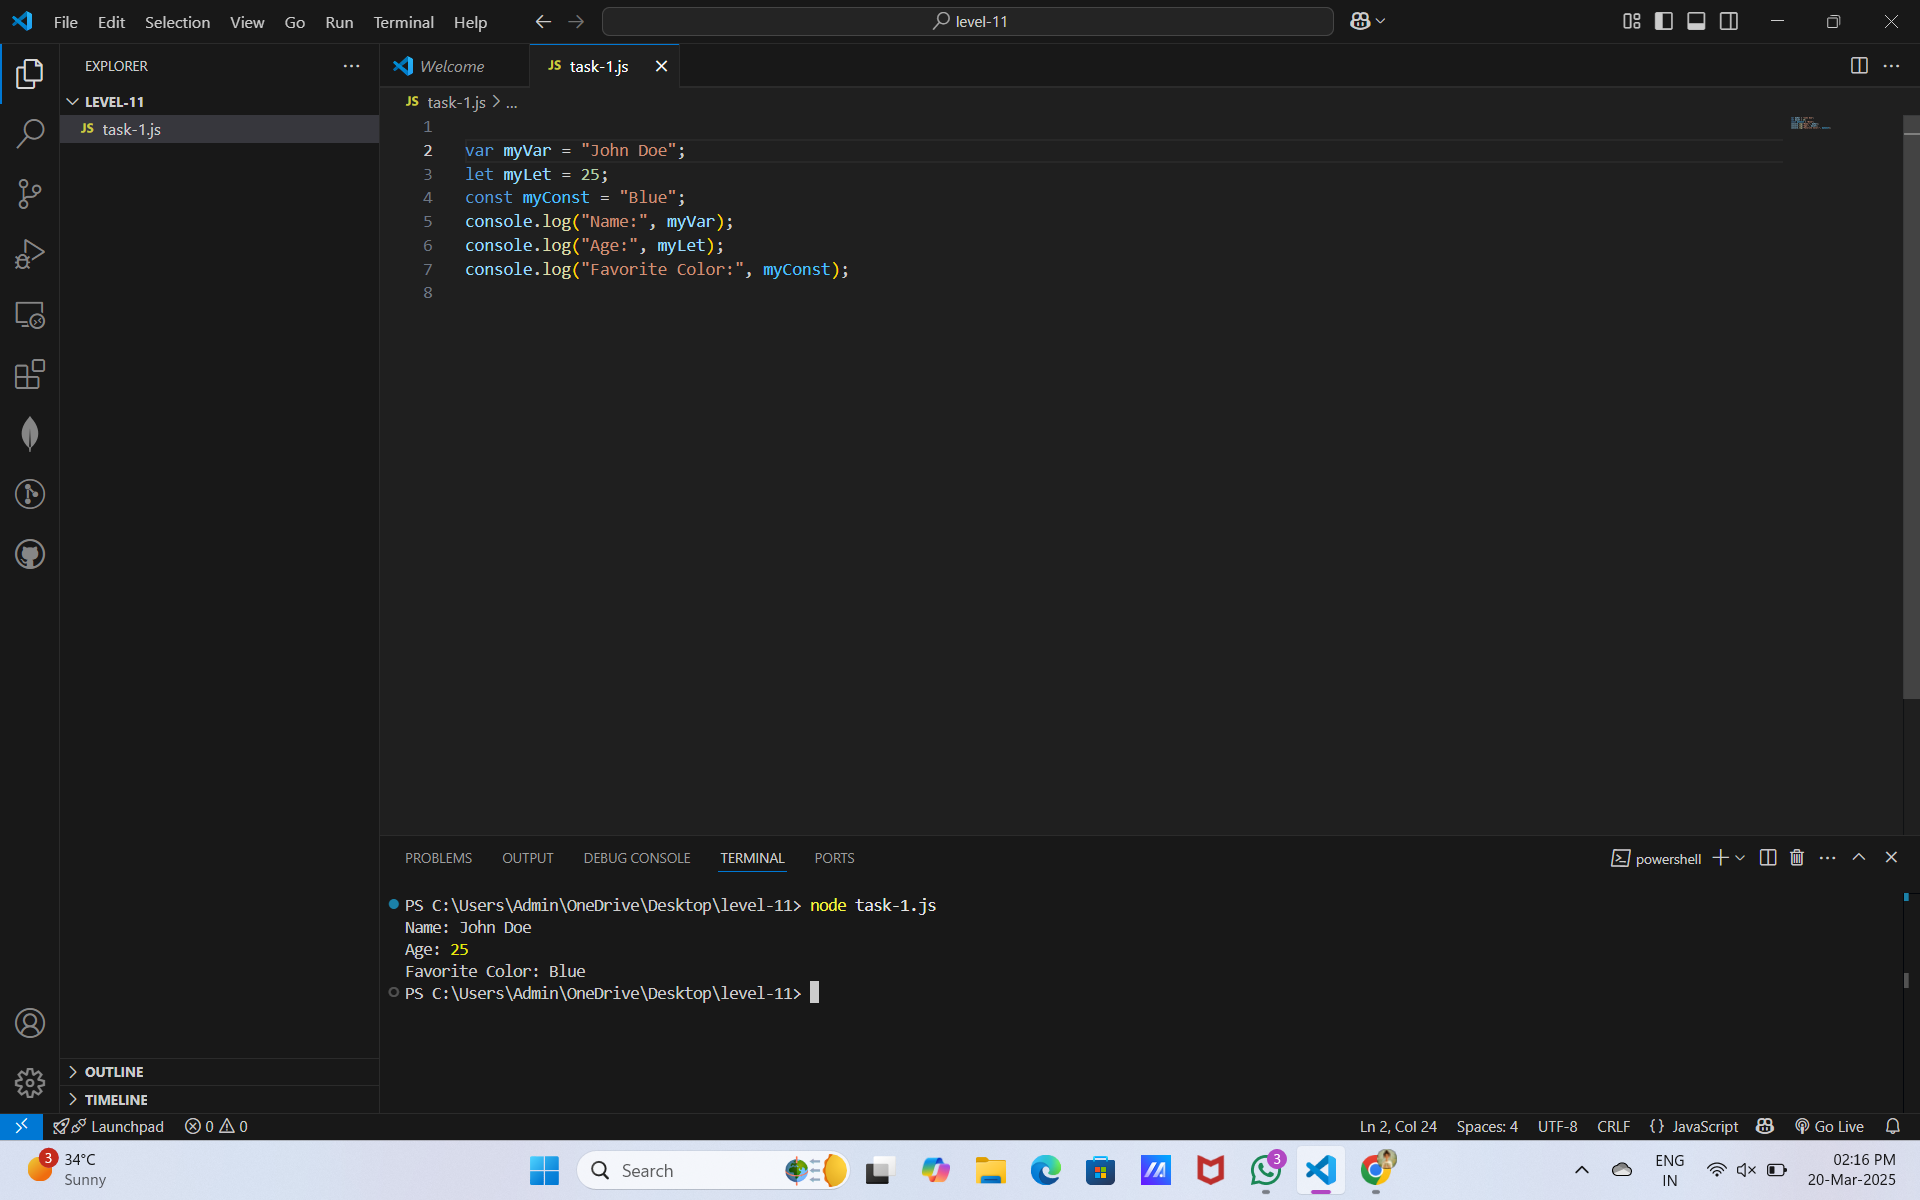 File Edit Selection View Go Run Terminal Help
level-11
EXPLORER
LEVEL-11
JS task-1.js
Welcome
JS task-1.js
JS task-1.js > ...
1
2 var myVar = "John Doe";
3 let myLet = 25;
4 const myConst = "Blue";
5 console.log("Name:", myVar);
6 console.log("Age:", myLet);
7 console.log("Favorite Color:", myConst);
8
PROBLEMS OUTPUT DEBUG CONSOLE TERMINAL PORTS
powershell
PS C:\Users\Admin\OneDrive\Desktop\level-11> node task-1.js
Name: John Doe
Age: 25
Favorite Color: Blue
PS C:\Users\Admin\OneDrive\Desktop\level-11>
OUTLINE
TIMELINE
Launchpad 0 0
Ln 2, Col 24 Spaces: 4 UTF-8 CRLF {} JavaScript Go Live
3
34°C
Sunny
Search
3
ENG
IN
02:16 PM
20-Mar-2025